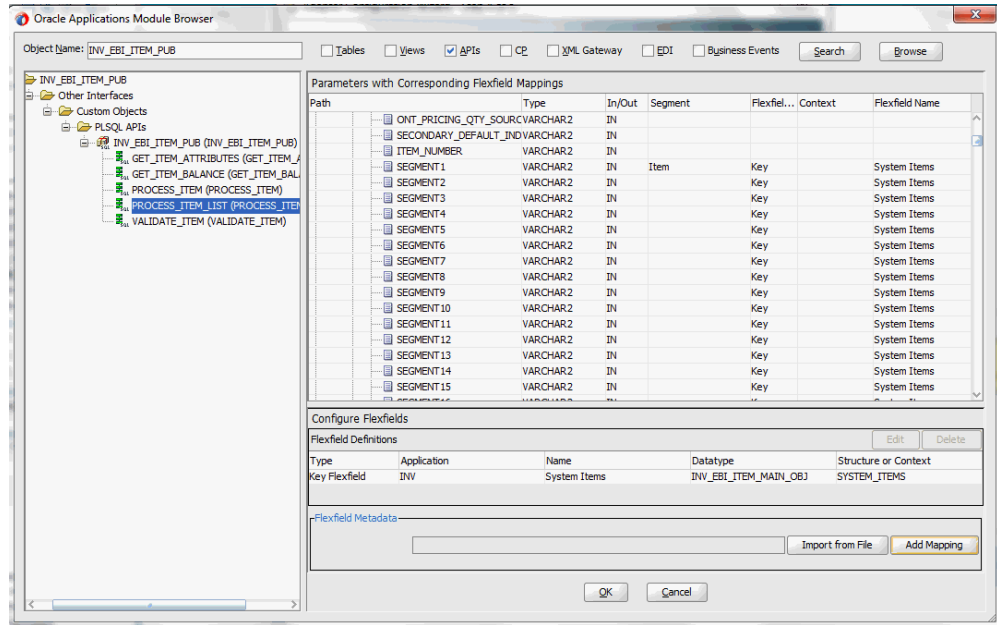 Oracle Applications Module Browser
Object Name: INV_EBI_ITEM_PUB Tables Views APIs CP XML Gateway EDI Business Events Search Browse
INV_EBI_ITEM_PUB
Other Interfaces
Custom Objects
PLSQL APIs
INV_EBI_ITEM_PUB (INV_EBI_ITEM_PUB)
GET_ITEM_ATTRIBUTES (GET_ITEM_A
GET_ITEM_BALANCE (GET_ITEM_BAL
PROCESS_ITEM (PROCESS_ITEM)
PROCESS_ITEM_LIST (PROCESS_ITEM
VALIDATE_ITEM (VALIDATE_ITEM)
Parameters with Corresponding Flexfield Mappings
Path Type In/Out Segment Flexfiel... Context Flexfield Name
ONT_PRICING_QTY_SOURC VARCHAR2 IN
SECONDARY_DEFAULT_IND VARCHAR2 IN
ITEM_NUMBER VARCHAR2 IN
SEGMENT1 VARCHAR2 IN Item Key System Items
SEGMENT2 VARCHAR2 IN Key System Items
SEGMENT3 VARCHAR2 IN Key System Items
SEGMENT4 VARCHAR2 IN Key System Items
SEGMENT5 VARCHAR2 IN Key System Items
SEGMENT6 VARCHAR2 IN Key System Items
SEGMENT7 VARCHAR2 IN Key System Items
SEGMENT8 VARCHAR2 IN Key System Items
SEGMENT9 VARCHAR2 IN Key System Items
SEGMENT10 VARCHAR2 IN Key System Items
SEGMENT11 VARCHAR2 IN Key System Items
SEGMENT12 VARCHAR2 IN Key System Items
SEGMENT13 VARCHAR2 IN Key System Items
SEGMENT14 VARCHAR2 IN Key System Items
SEGMENT15 VARCHAR2 IN Key System Items
Configure Flexfields
Flexfield Definitions Edit Delete
Type Application Name Datatype Structure or Context
Key Flexfield INV System Items INV_EBI_ITEM_MAIN_OBJ SYSTEM_ITEMS
Flexfield Metadata
Import from File Add Mapping
OK Cancel